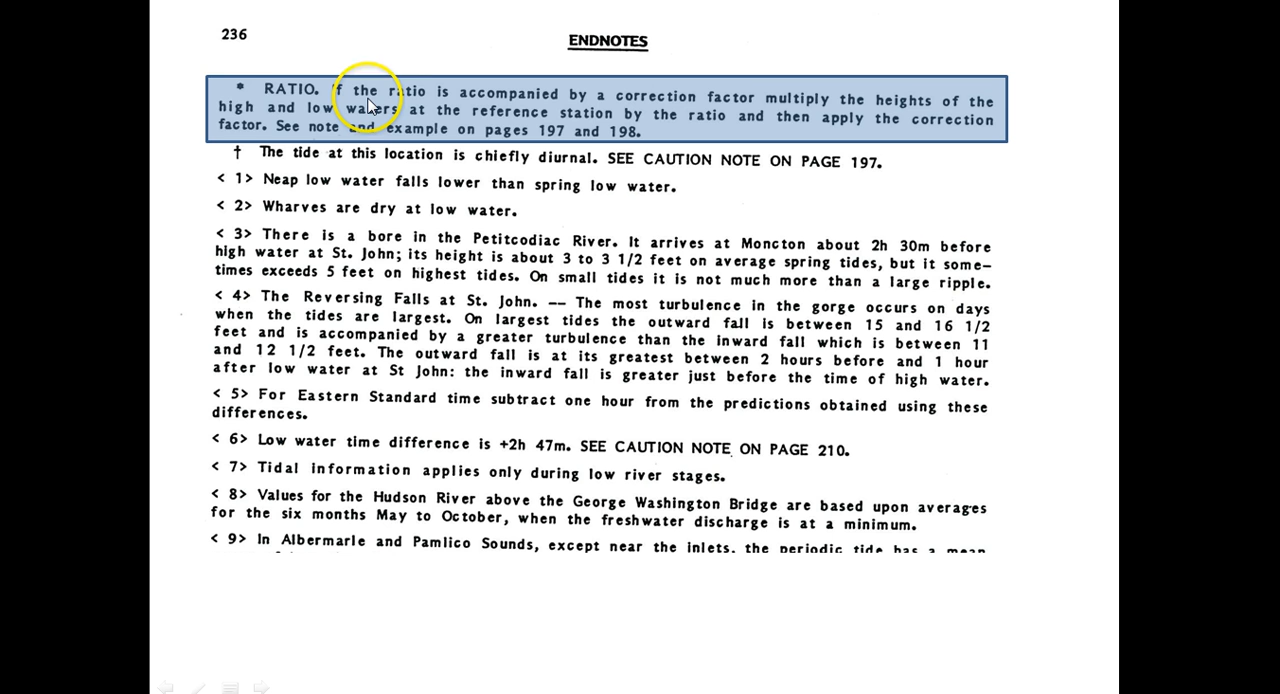 236
ENDNOTES
* RATIO. If the ratio is accompanied by a correction factor multiply the heights of the
high and low waters at the reference station by the ratio and then apply the correction
factor. See note and example on pages 197 and 198.
† The tide at this location is chiefly diurnal. SEE CAUTION NOTE ON PAGE 197.
< 1> Neap low water falls lower than spring low water.
< 2> Wharves are dry at low water.
< 3> There is a bore in the Petitcodiac River. It arrives at Moncton about 2h 30m before
high water at St. John; its height is about 3 to 3 1/2 feet on average spring tides, but it some-
times exceeds 5 feet on highest tides. On small tides it is not much more than a large ripple.
< 4> The Reversing Falls at St. John. -- The most turbulence in the gorge occurs on days
when the tides are largest. On largest tides the outward fall is between 15 and 16 1/2
feet and is accompanied by a greater turbulence than the inward fall which is between 11
and 12 1/2 feet. The outward fall is at its greatest between 2 hours before and 1 hour
after low water at St John: the inward fall is greater just before the time of high water.
< 5> For Eastern Standard time subtract one hour from the predictions obtained using these
differences.
< 6> Low water time difference is +2h 47m. SEE CAUTION NOTE ON PAGE 210.
< 7> Tidal information applies only during low river stages.
< 8> Values for the Hudson River above the George Washington Bridge are based upon averages
for the six months May to October, when the freshwater discharge is at a minimum.
< 9> In Albermarle and Pamlico Sounds, except near the inlets, the periodic tide has a mean